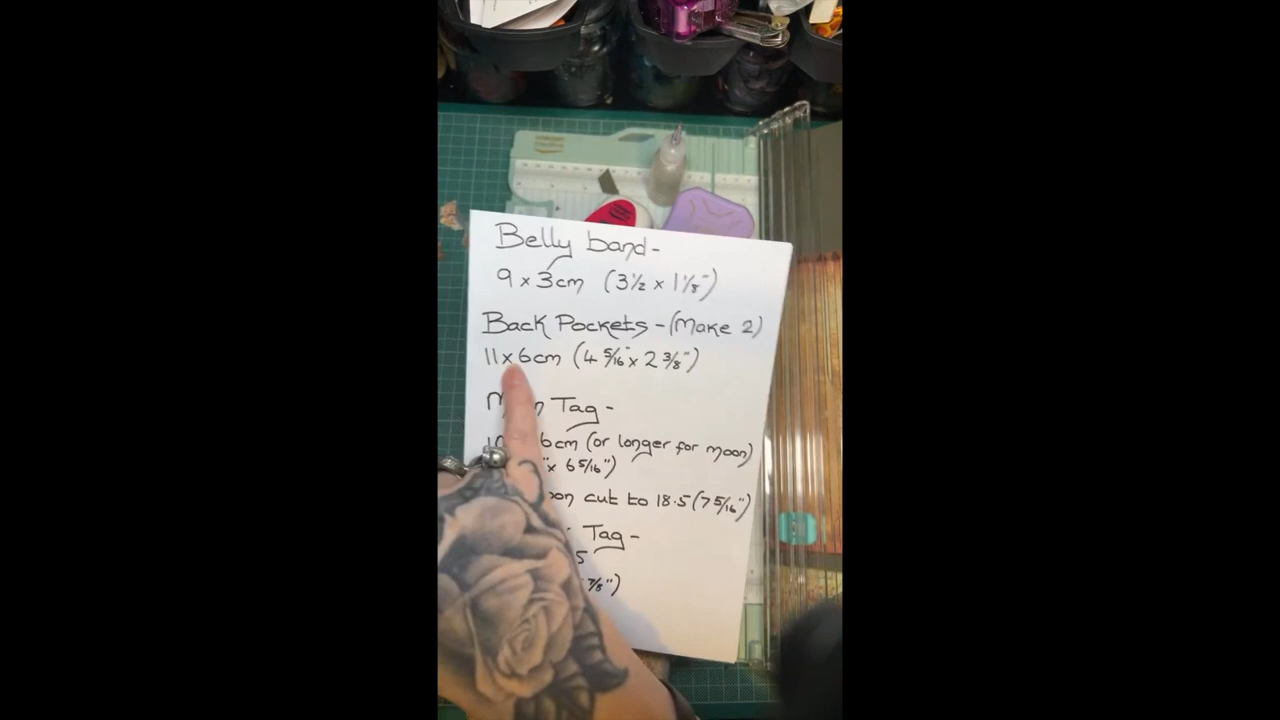 Belly band-
9 x 3cm (3½ x 1⅛")
Back Pockets - (Make 2)
11 x 6cm (4 5/16" x 2 3/8")
Tag -
6cm (or longer for moon)
" x 6 5/16")
cut to 18.5 (7 5/16")
Tag -
5
7/8")